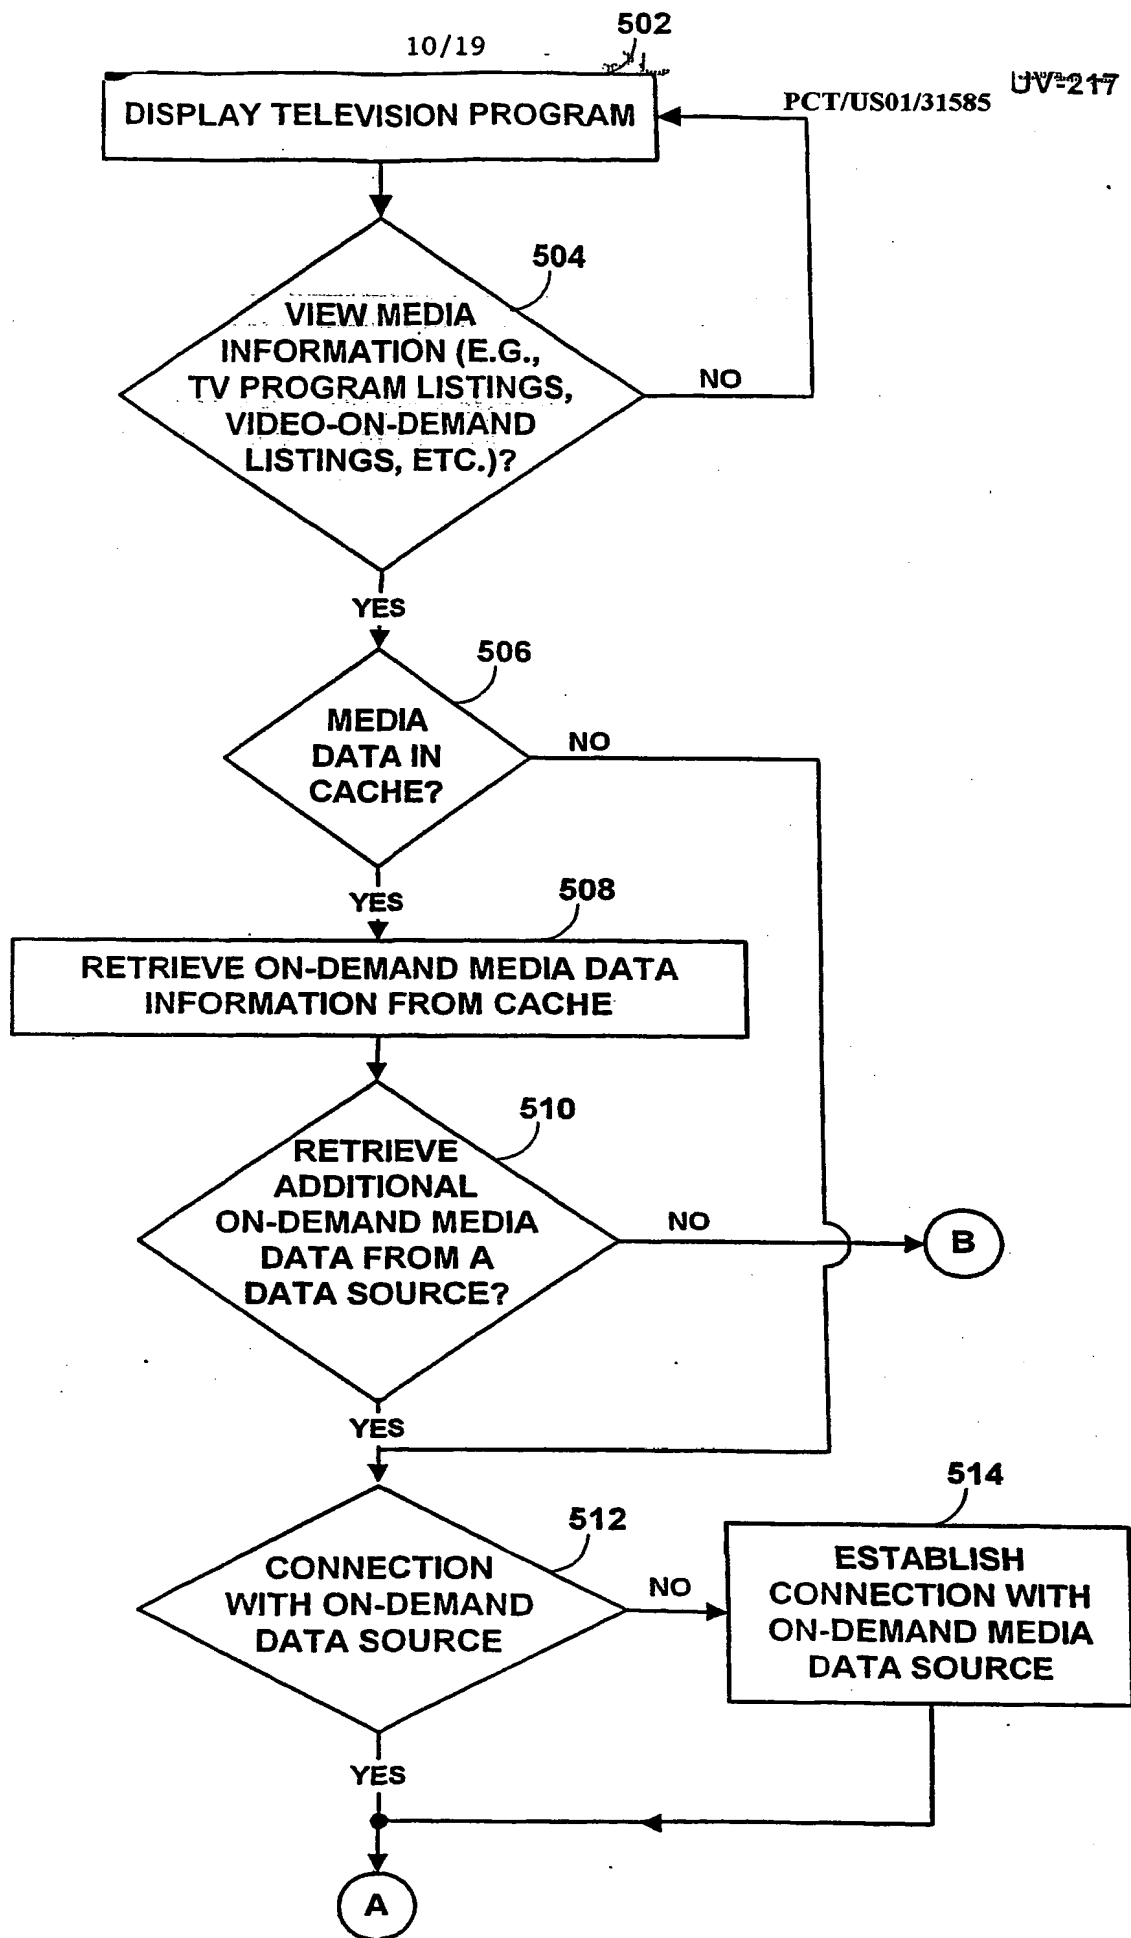 502
10/19
UV-217
PCT/US01/31585
DISPLAY TELEVISION PROGRAM
504
VIEW MEDIA
INFORMATION (E.G.,
TV PROGRAM LISTINGS,
VIDEO-ON-DEMAND
LISTINGS, ETC.)?
NO
YES
506
MEDIA
DATA IN
CACHE?
NO
YES
508
RETRIEVE ON-DEMAND MEDIA DATA
INFORMATION FROM CACHE
510
RETRIEVE
ADDITIONAL
ON-DEMAND MEDIA
DATA FROM A
DATA SOURCE?
NO
B
YES
512
CONNECTION
WITH ON-DEMAND
DATA SOURCE
NO
514
ESTABLISH
CONNECTION WITH
ON-DEMAND MEDIA
DATA SOURCE
YES
A